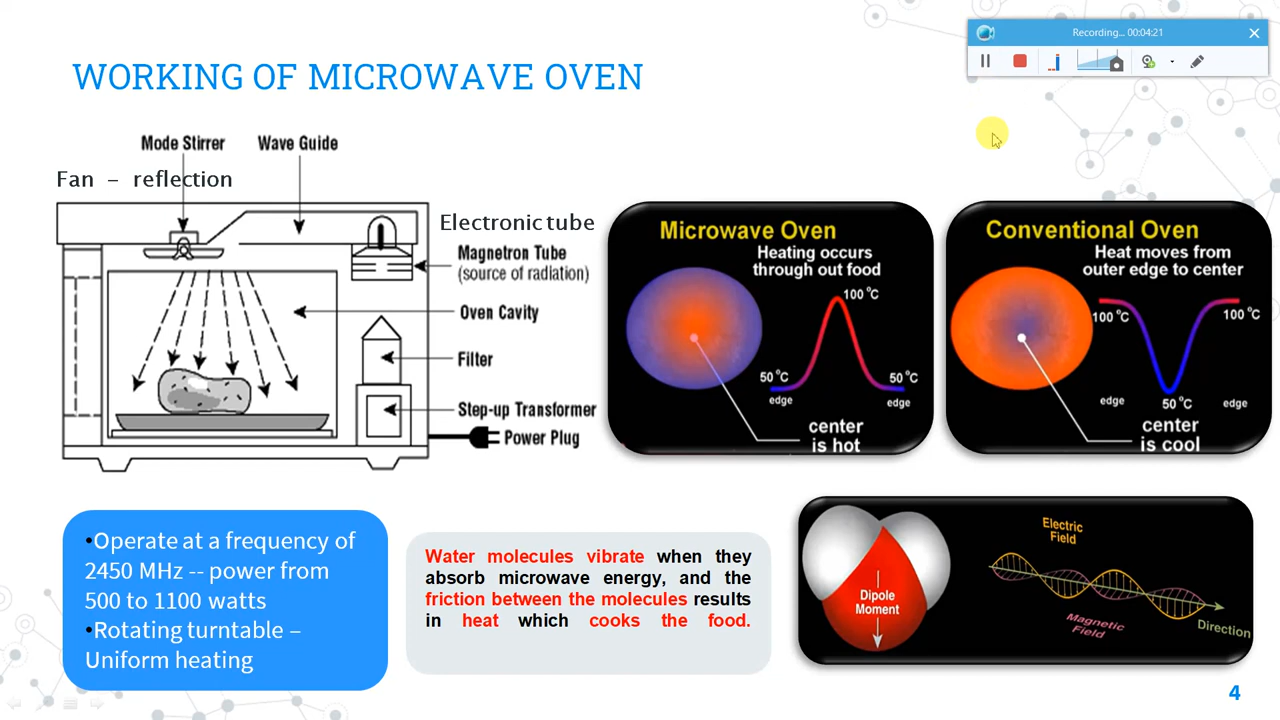 Recording... 00:04:21
WORKING OF MICROWAVE OVEN
Mode Stirrer
Wave Guide
Fan – reflection
Electronic tube
Magnetron Tube
(source of radiation)
Oven Cavity
Filter
Step-up Transformer
Power Plug
Microwave Oven
Heating occurs
through out food
100 °C
50 °C
50 °C
edge
edge
center
is hot
Conventional Oven
Heat moves from
outer edge to center
100 °C
100 °C
edge
50 °C
edge
center
is cool
•Operate at a frequency of
2450 MHz -- power from
500 to 1100 watts
•Rotating turntable –
Uniform heating
Water molecules vibrate when they
absorb microwave energy, and the
friction between the molecules results
in heat which cooks the food.
Dipole
Moment
Electric
Field
Magnetic
Field
Direction
4